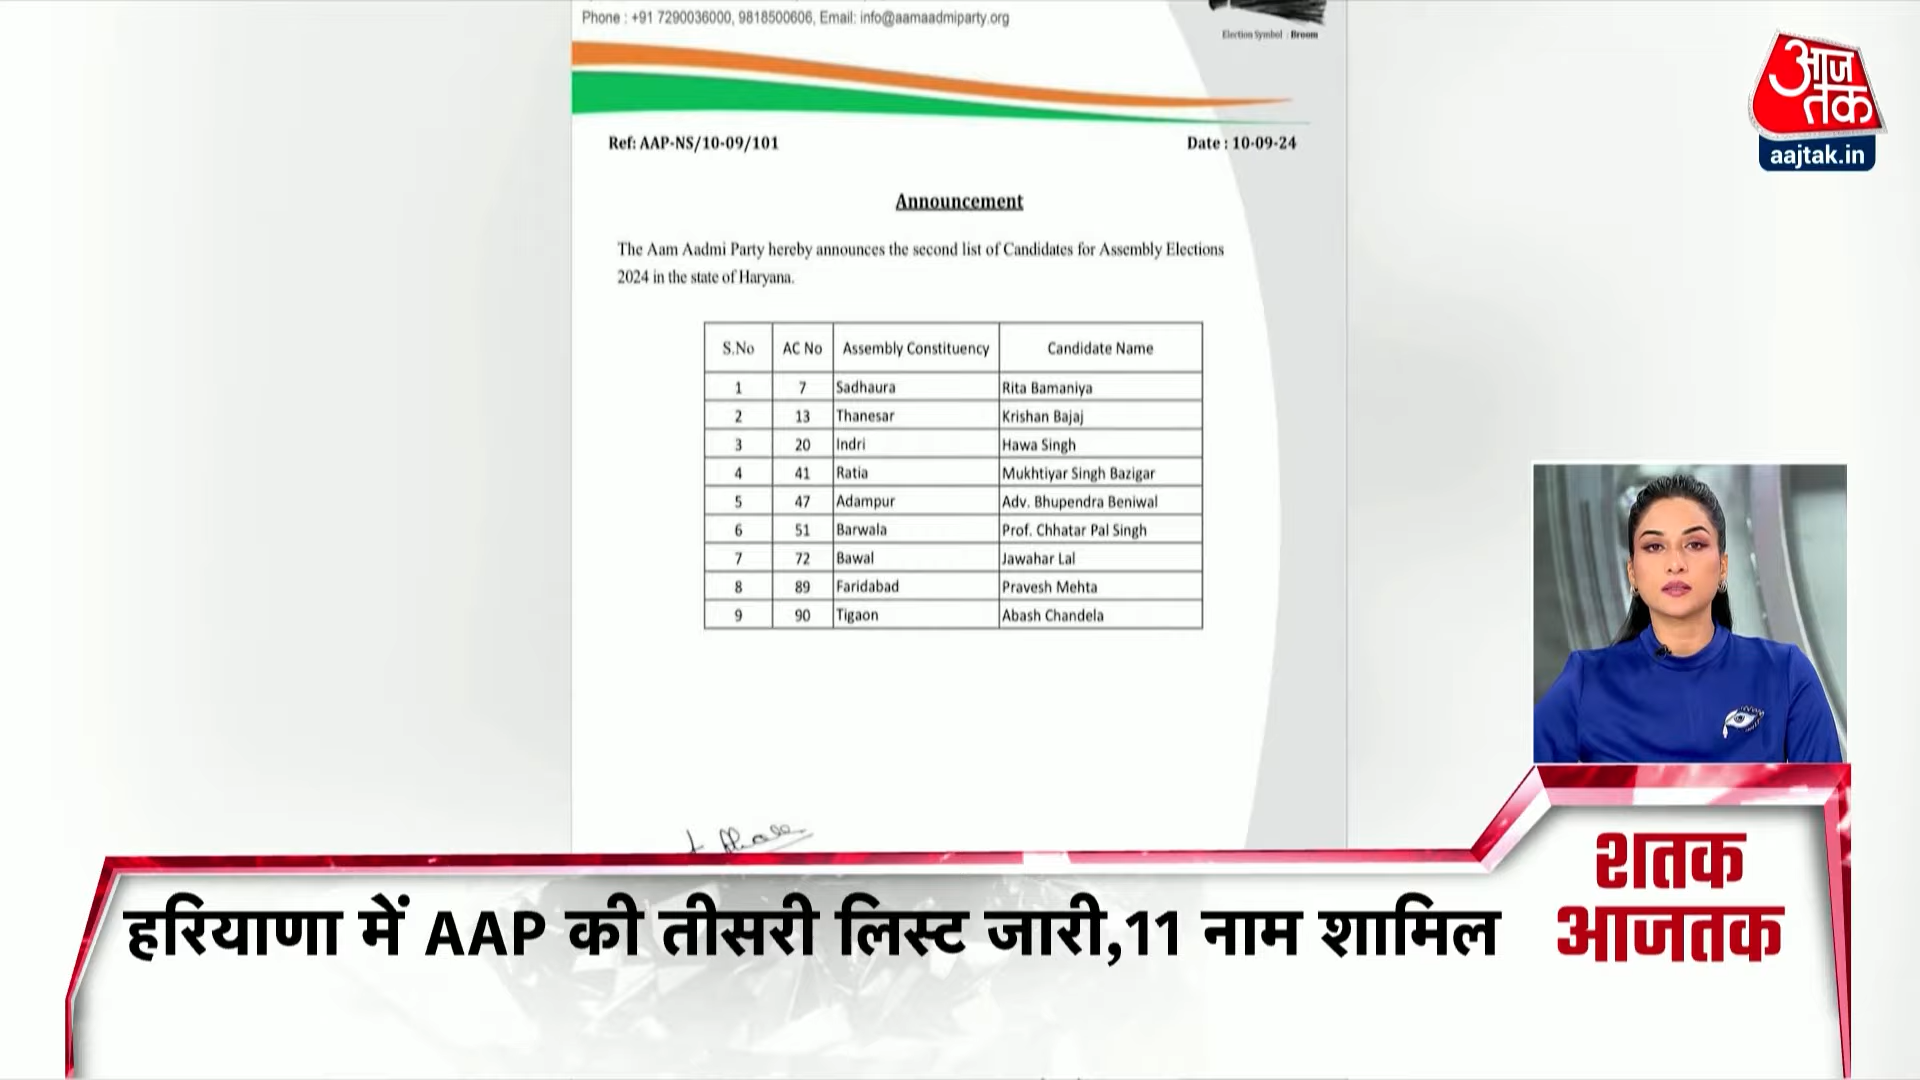 Phone : +91 7290036000, 9818500606, Email: info@aamaadmiparty.org
Election Symbol : Broom
आज
तक
aajtak.in
Ref: AAP-NS/10-09/101 Date : 10-09-24
Announcement
The Aam Aadmi Party hereby announces the second list of Candidates for Assembly Elections
2024 in the state of Haryana.
S.No AC No Assembly Constituency Candidate Name
1 7 Sadhaura Rita Bamaniya
2 13 Thanesar Krishan Bajaj
3 20 Indri Hawa Singh
4 41 Ratia Mukhtiyar Singh Bazigar
5 47 Adampur Adv. Bhupendra Beniwal
6 51 Barwala Prof. Chhatar Pal Singh
7 72 Bawal Jawahar Lal
8 89 Faridabad Pravesh Mehta
9 90 Tigaon Abash Chandela
हरियाणा में AAP की तीसरी लिस्ट जारी,11 नाम शामिल
शतक
आजतक